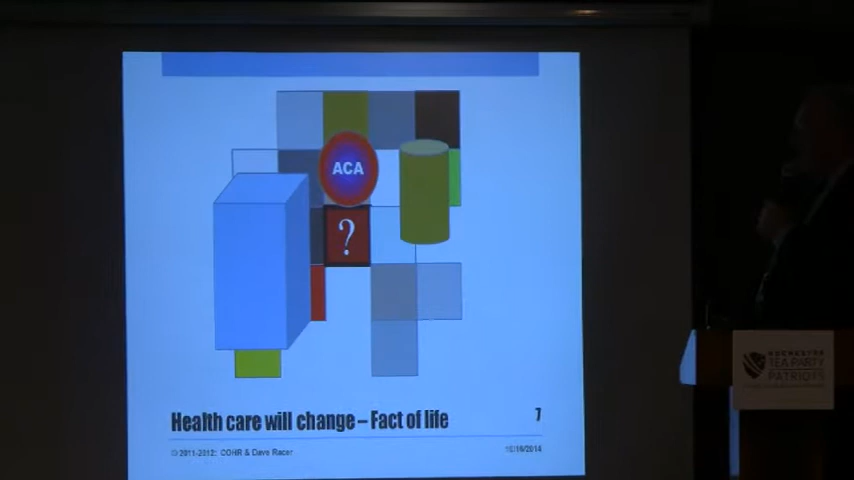 ACA
?
Health care will change – Fact of life
7
© 2011-2012: COHR & Dave Racer
10/16/2014
ROCHESTER
TEA PARTY
PATRIOTS